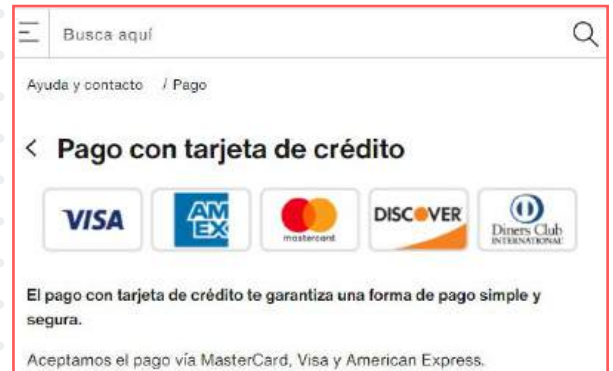 Busca aquí
Ayuda y contacto / Pago
< Pago con tarjeta de crédito
VISA AM EX mastercard DISCOVER Diners Club INTERNATIONAL
El pago con tarjeta de crédito te garantiza una forma de pago simple y
segura.
Aceptamos el pago vía MasterCard, Visa y American Express.